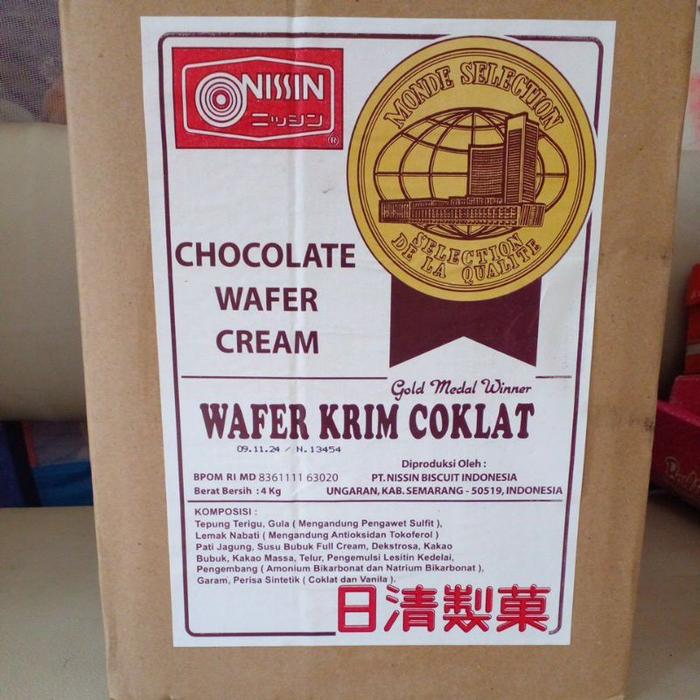 NISSIN
ニッシン
®
MONDE SELECTION
SELECTION
DE LA QUALITE
CHOCOLATE
WAFER
CREAM
Gold Medal Winner
WAFER KRIM COKLAT
09.11.24 / N.13454
Diproduksi Oleh :
BPOM RI MD 8361111 63020 PT. NISSIN BISCUIT INDONESIA
Berat Bersih : 4 Kg UNGARAN, KAB. SEMARANG - 50519, INDONESIA
KOMPOSISI :
Tepung Terigu, Gula ( Mengandung Pengawet Sulfit ),
Lemak Nabati ( Mengandung Antioksidan Tokoferol )
Pati Jagung, Susu Bubuk Full Cream, Dekstrosa, Kakao
Bubuk, Kakao Massa, Telur, Pengemulsi Lesitin Kedelai,
Pengembang ( Amonium Bikarbonat dan Natrium Bikarbonat ),
Garam, Perisa Sintetik ( Coklat dan Vanila ).
日清製菓